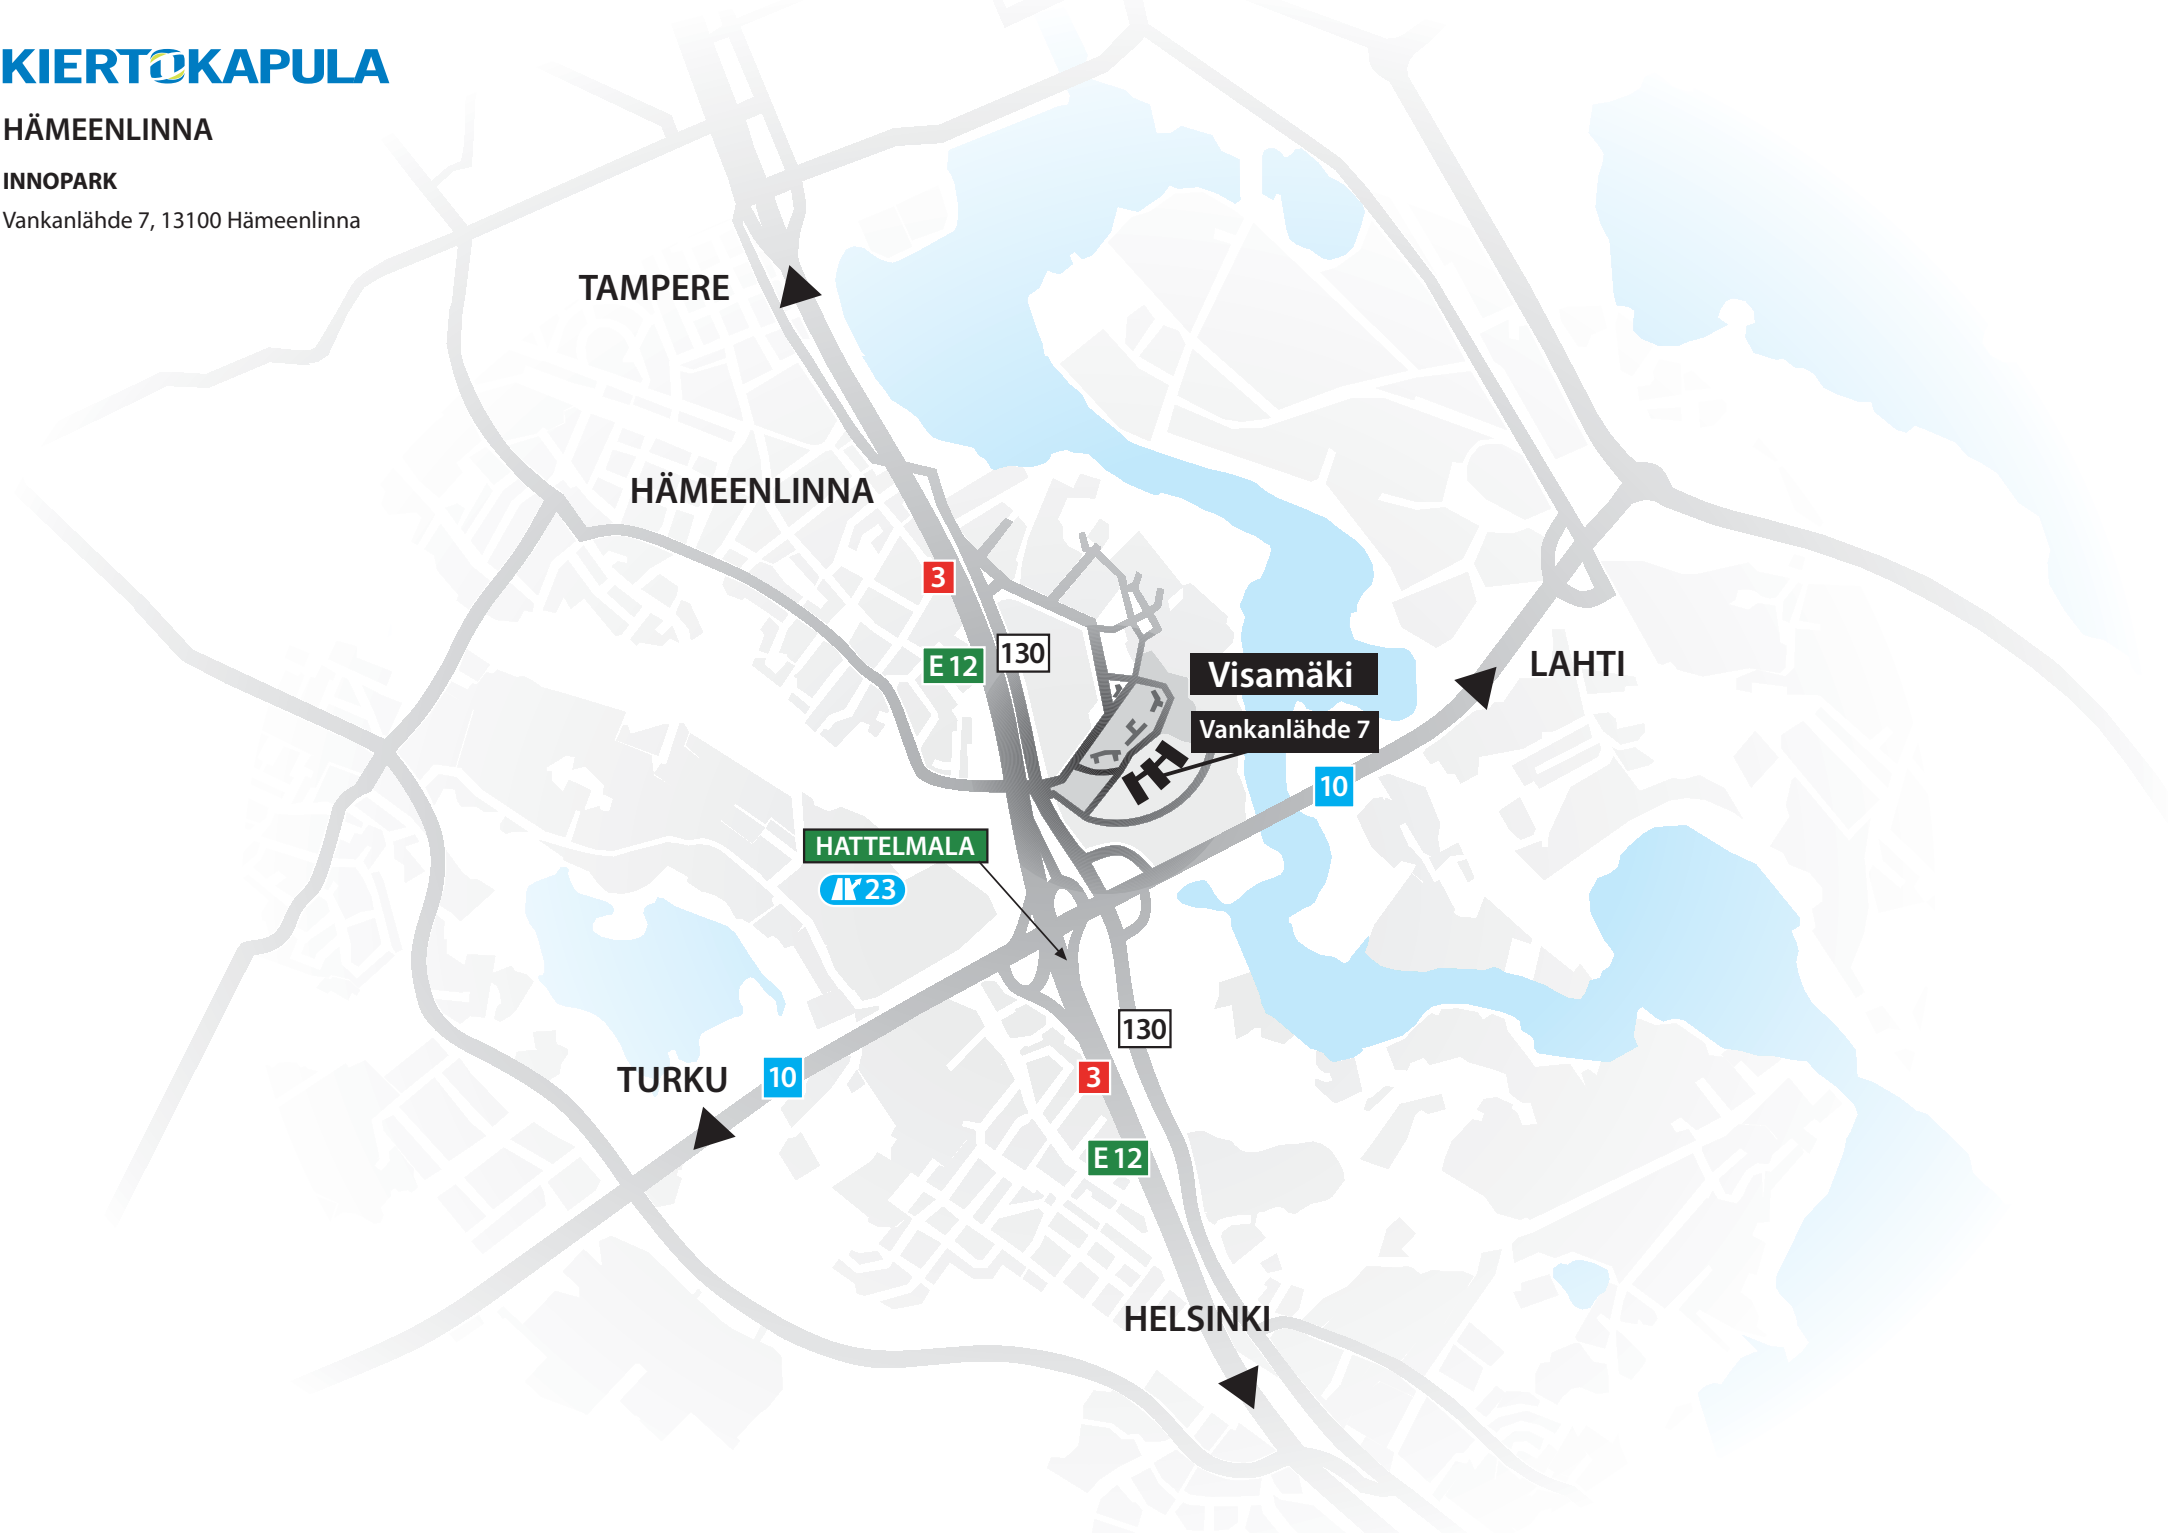 KIERTOKAPULA
HÄMEENLINNA
INNOPARK
Vankanlähde 7, 13100 Hämeenlinna
TAMPERE
HÄMEENLINNA
3
E 12
130
Visamäki
LAHTI
Vankanlähde 7
10
HATTELMALA
23
130
TURKU
10
3
E 12
HELSINKI